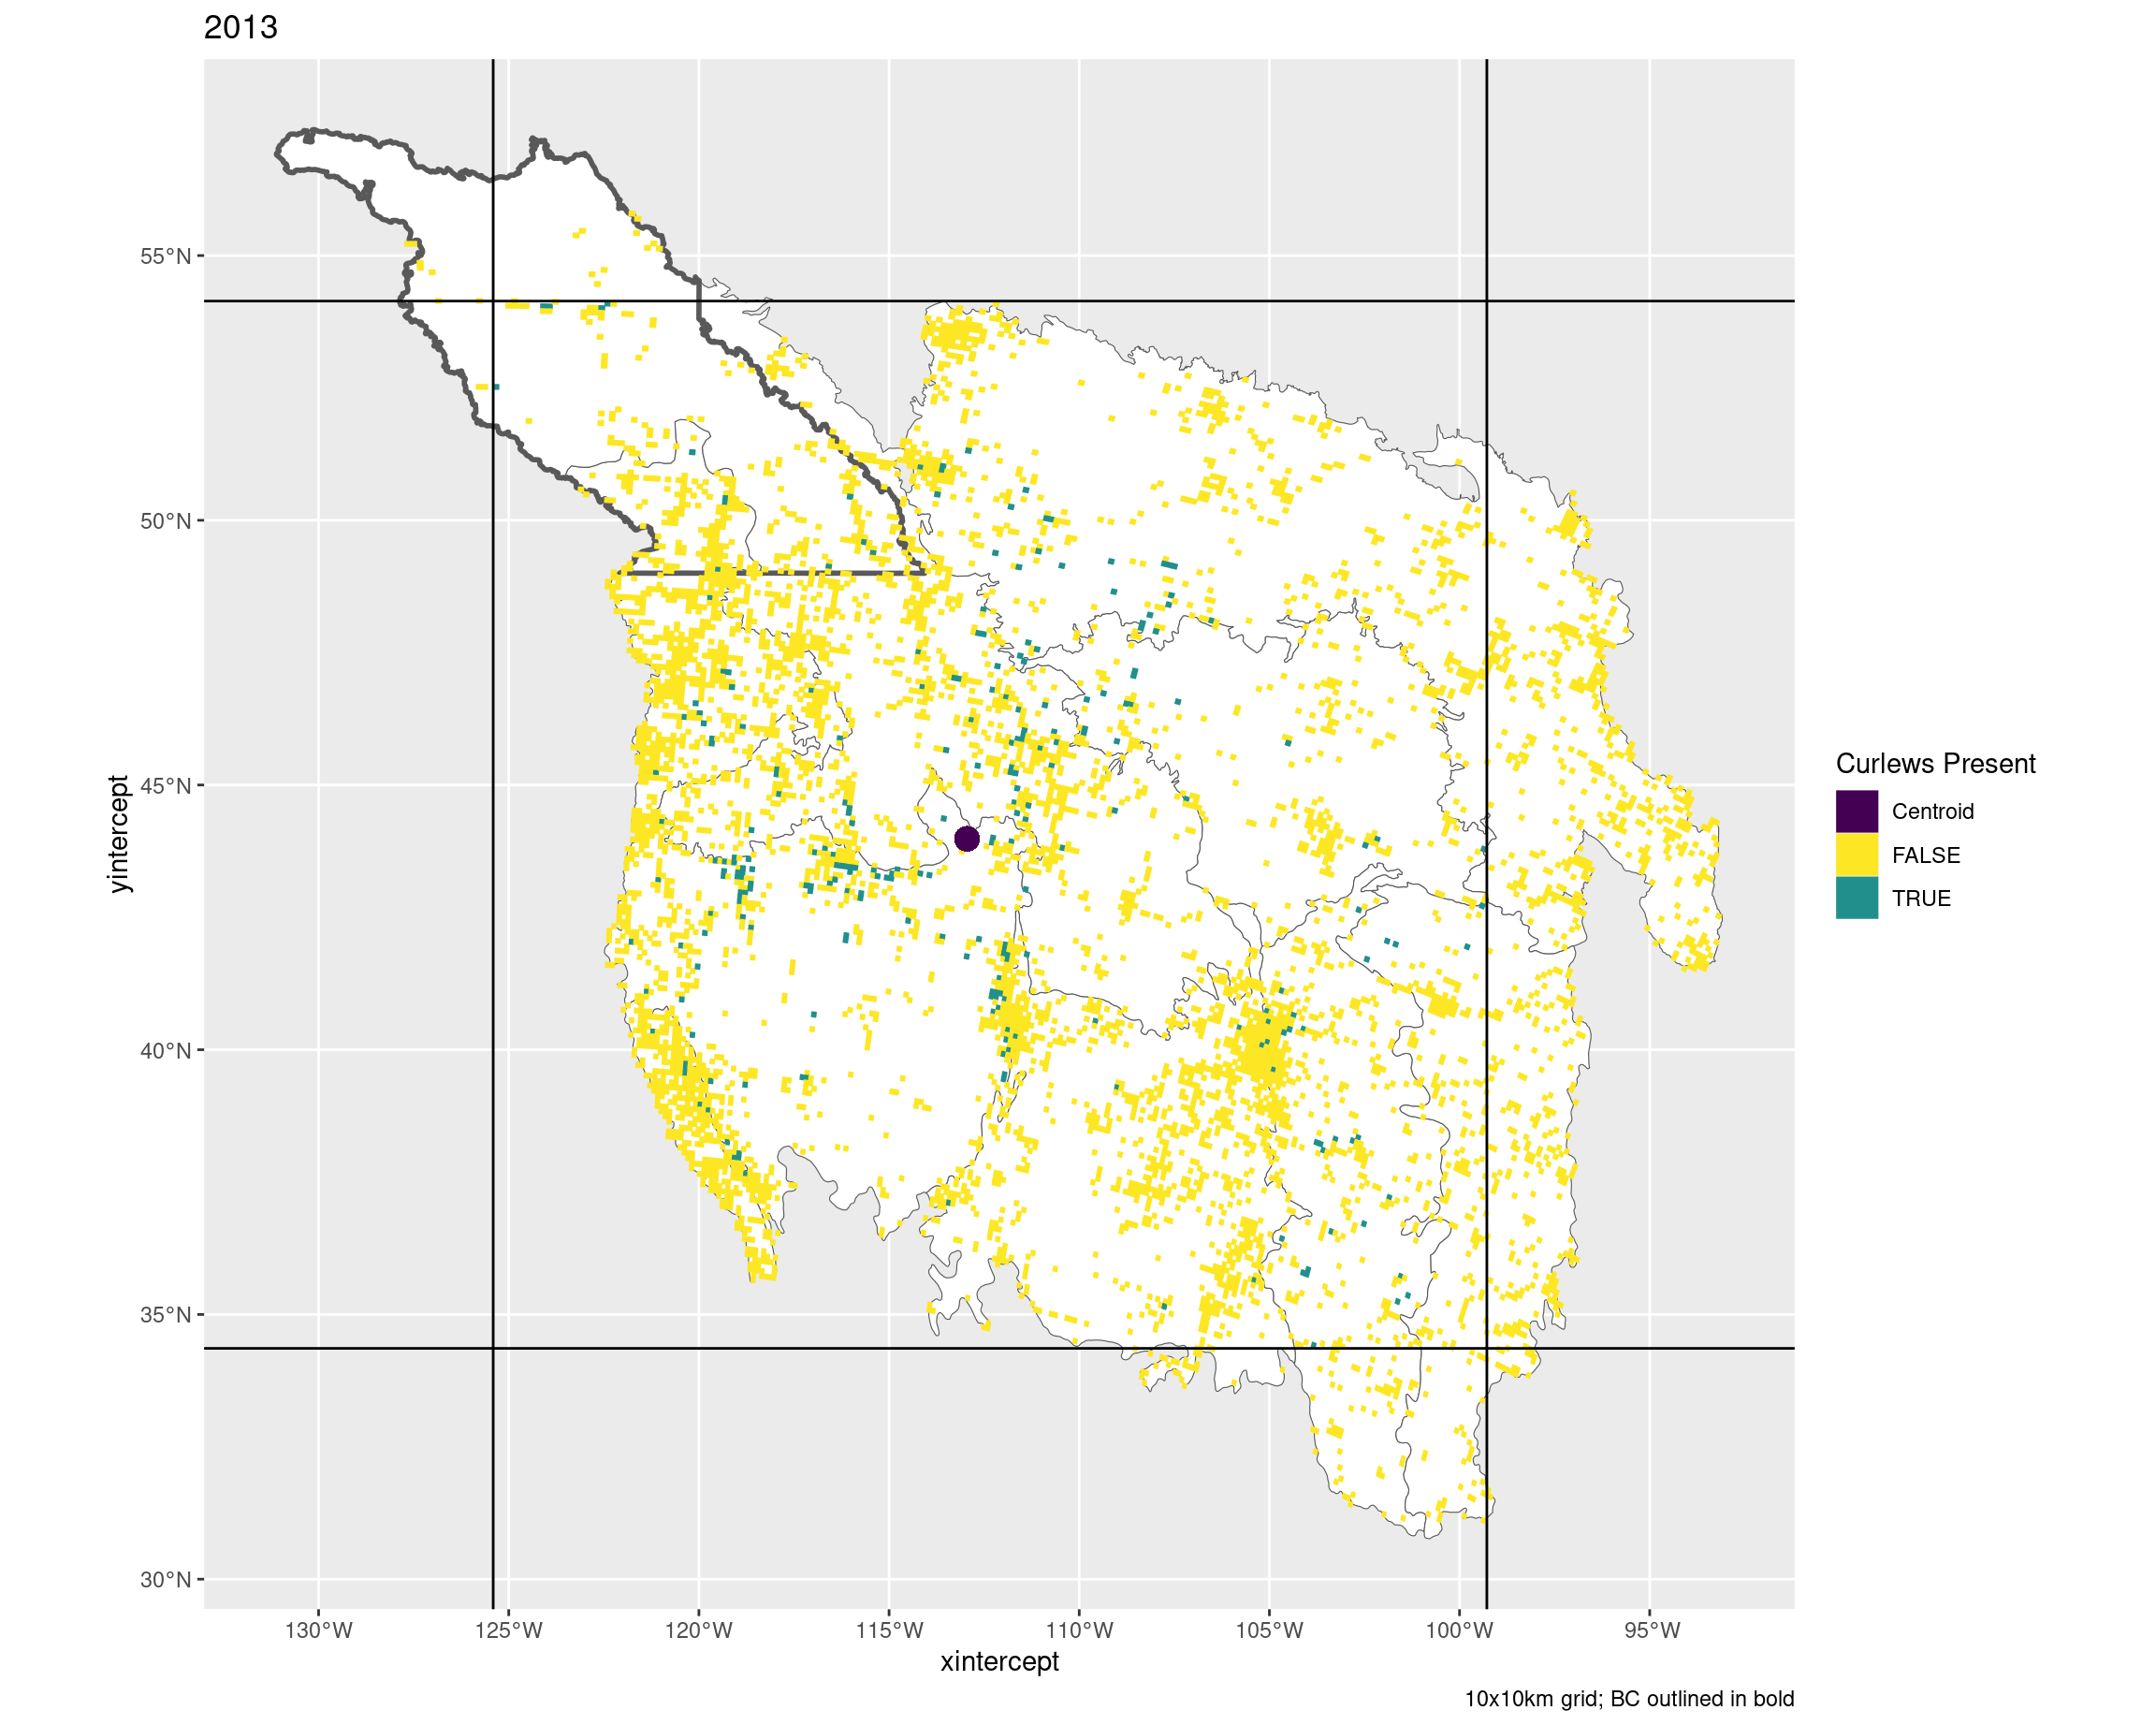 2013
55°N
50°N
45°N
40°N
35°N
30°N
yintercept
130°W
125°W
120°W
115°W
110°W
105°W
100°W
95°W
xintercept
Curlews Present
Centroid
FALSE
TRUE
10x10km grid; BC outlined in bold